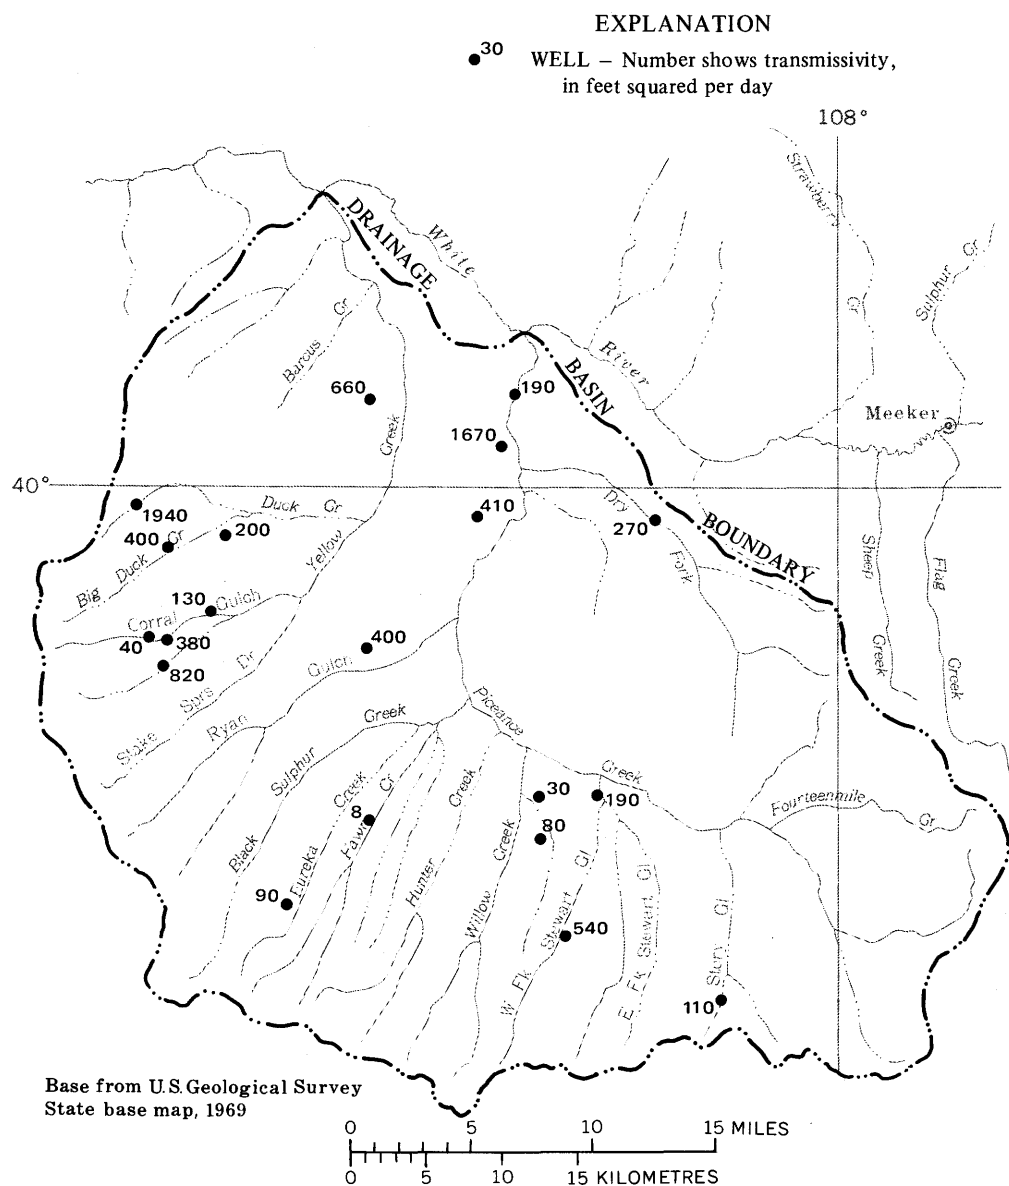 EXPLANATION
30
WELL – Number shows transmissivity,
in feet squared per day
108°
Strawberry
Cr
Sulphur Cr
White
River
DRAINAGE
BASIN
BOUNDARY
Barcus Cr
660
190
1670
Meeker
Creek
40°
1940
Duck Cr
400
200
410
Dry
Fork
270
Big Duck Cr
Yellow
Sheep
Creek
Flag
Creek
130
Corral Gulch
40
380
820
400
Stake Sprs Dr
Ryan Gulch
Piceance
Creek
Black Sulphur Creek
Eureka Creek
Fawn Cr
8
90
Hunter Creek
Willow Creek
30
80
190
Fourteenmile Cr
W Fk Stewart Gl
540
E Fk Stewart Gl
Story Gl
110
Base from U.S. Geological Survey
State base map, 1969
0 5 10 15 MILES
0 5 10 15 KILOMETRES